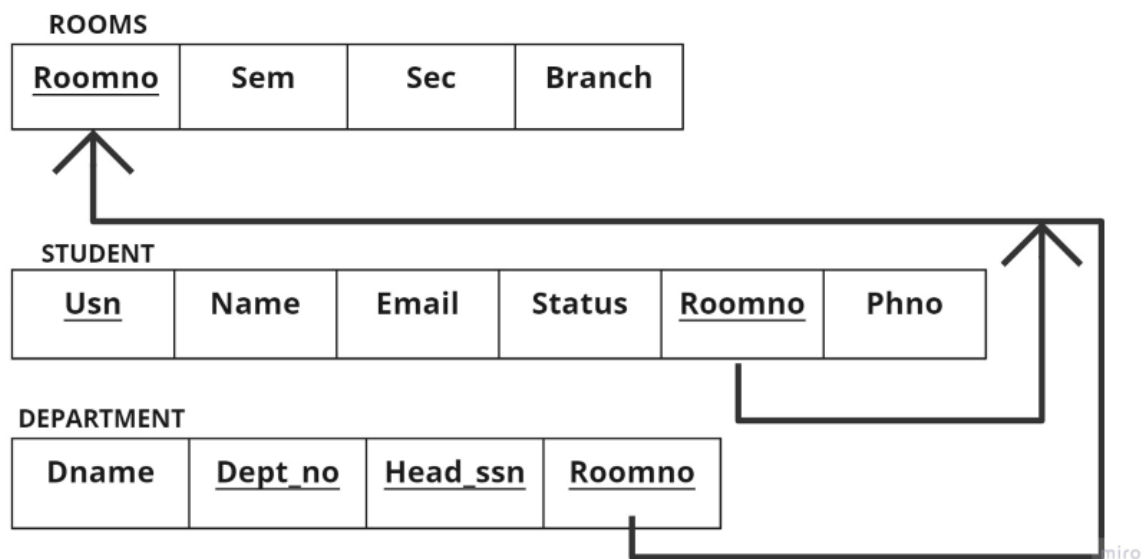 ROOMS
Roomno Sem Sec Branch
STUDENT
Usn Name Email Status Roomno Phno
DEPARTMENT
Dname Dept_no Head_ssn Roomno
miro